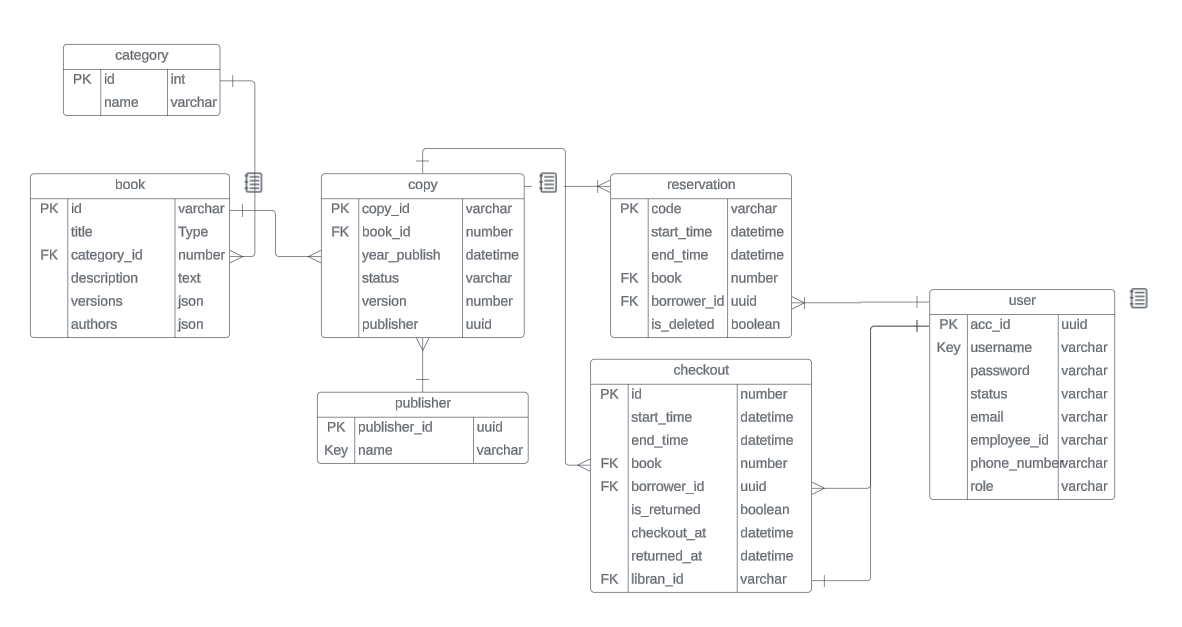 category
PK id int
name varchar
book
PK id varchar
title Type
FK category_id number
description text
versions json
authors json
copy
PK copy_id varchar
FK book_id number
year_publish datetime
status varchar
version number
publisher uuid
publisher
PK publisher_id uuid
Key name varchar
reservation
PK code varchar
start_time datetime
end_time datetime
FK book number
FK borrower_id uuid
is_deleted boolean
checkout
PK id number
start_time datetime
end_time datetime
FK book number
FK borrower_id uuid
is_returned boolean
checkout_at datetime
returned_at datetime
FK libran_id varchar
user
PK acc_id uuid
Key username varchar
password varchar
status varchar
email varchar
employee_id varchar
phone_number varchar
role varchar